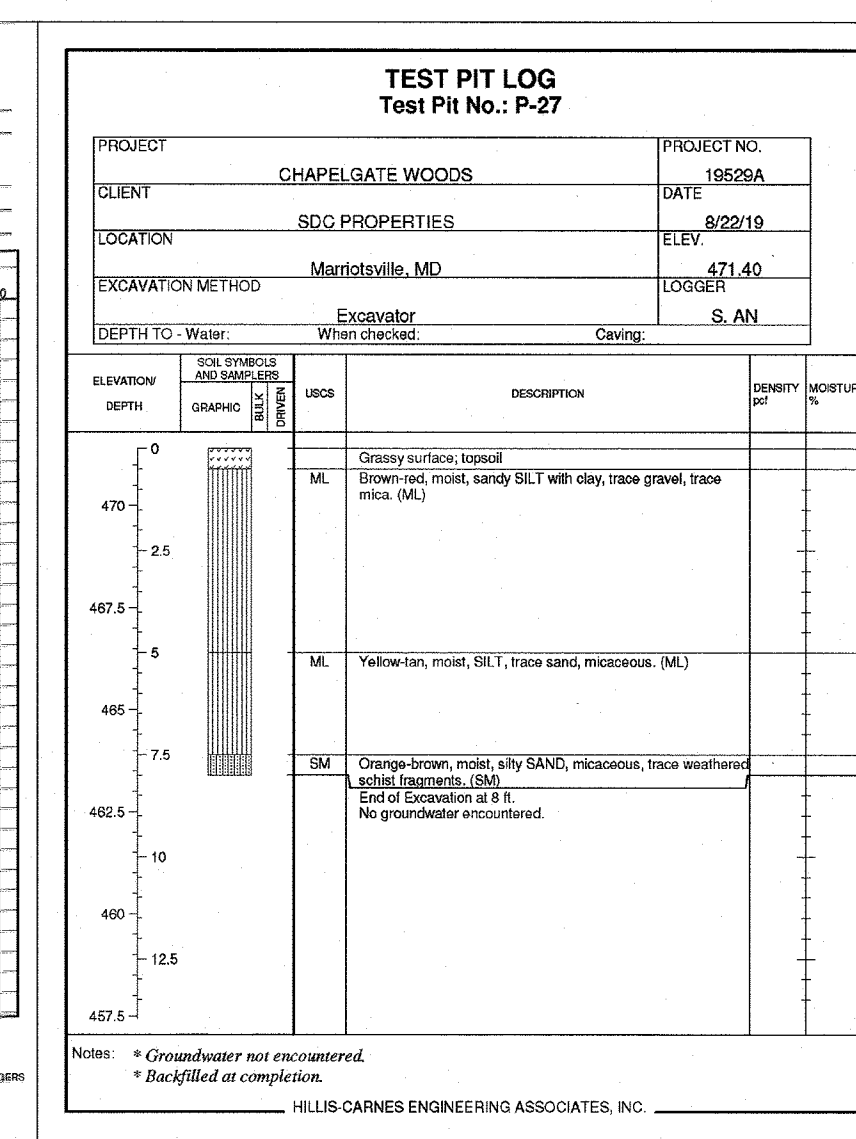 TEST PIT LOG
Test Pit No.: P-27
PROJECT
PROJECT NO.
CHAPELGATE WOODS
19529A
CLIENT
DATE
SDC PROPERTIES
8/22/19
LOCATION
ELEV.
Marriotsville, MD
471.40
EXCAVATION METHOD
LOGGER
Excavator
S. AN
DEPTH TO - Water: When checked: Caving:
ELEVATION/
DEPTH
SOIL SYMBOLS
AND SAMPLERS
GRAPHIC
BULK
DRIVEN
USCS
DESCRIPTION
DENSITY
pcf
MOISTUR
%
0
Grassy surface; topsoil
ML Brown-red, moist, sandy SILT with clay, trace gravel, trace
mica. (ML)
470
2.5
467.5
5
ML Yellow-tan, moist, SILT, trace sand, micaceous. (ML)
465
7.5
SM Orange-brown, moist, silty SAND, micaceous, trace weathered
schist fragments. (SM)
End of Excavation at 8 ft.
462.5
No groundwater encountered.
10
460
12.5
457.5
Notes: * Groundwater not encountered.
* Backfilled at completion.
GERS
HILLIS-CARNES ENGINEERING ASSOCIATES, INC.